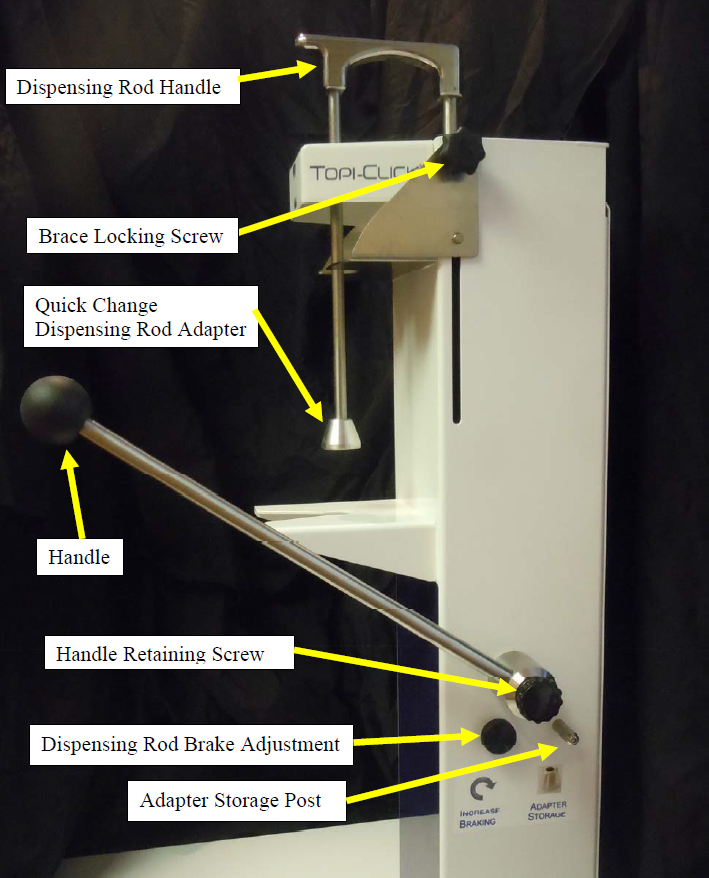 Dispensing Rod Handle
TOPI-CLICK
Brace Locking Screw
Quick Change
Dispensing Rod Adapter
Handle
Handle Retaining Screw
Dispensing Rod Brake Adjustment
Adapter Storage Post
INCREASE
BRAKING
ADAPTER
STORAGE